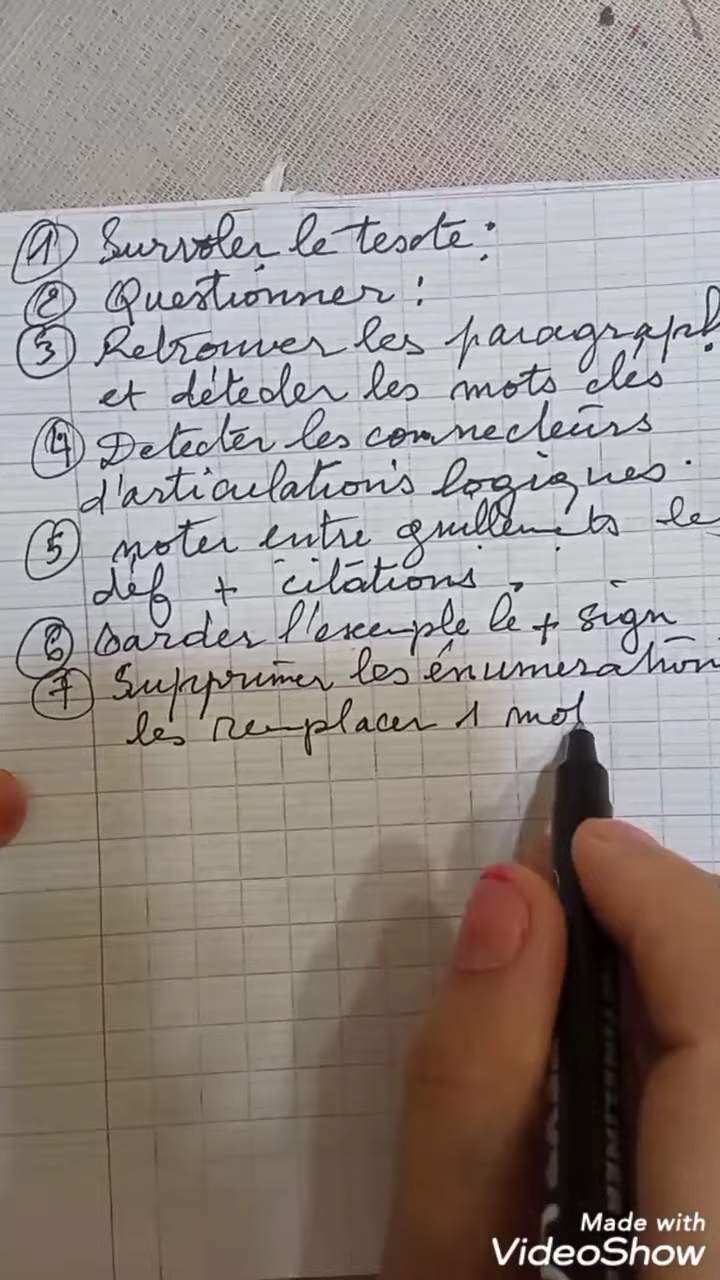 ① Survoler le texte :
② Questionner :
③ Retrouver les paragraph
et détecter les mots clés
④ Detecter les connecteurs
d'articulations logiques.
⑤ noter entre guillemets le
déf + citations.
⑥ Garder l'exemple le + sign
⑦ Supprimer les énumération
les remplacer 1 mot
Made with
VideoShow